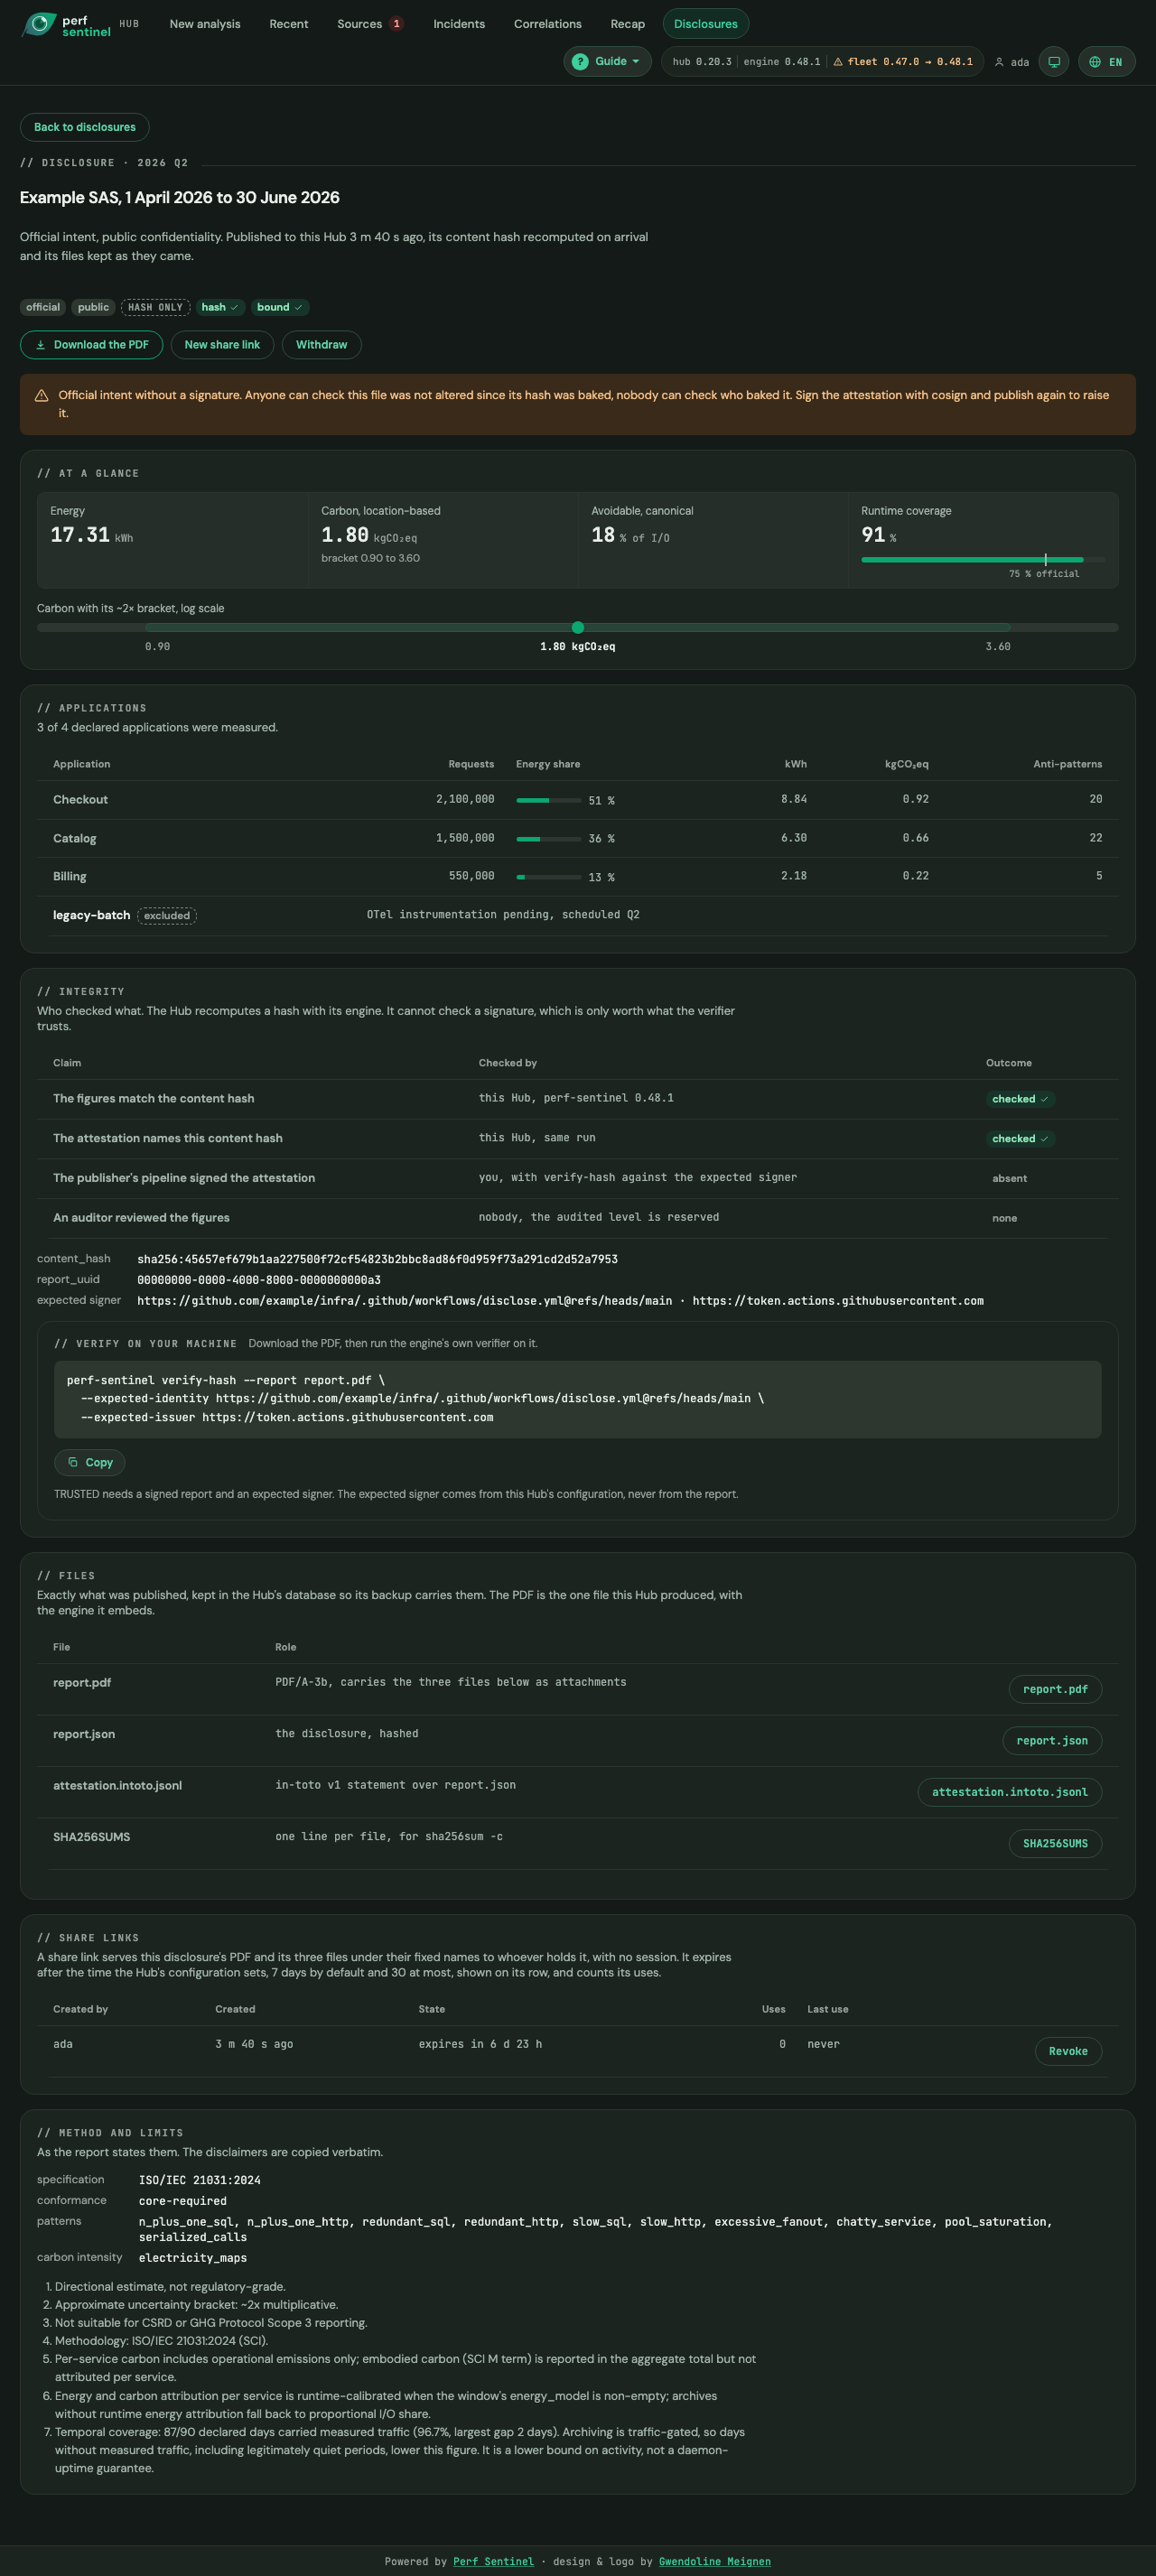 perf
sentinel
HUB
New analysis
Recent
Sources 1
Incidents
Correlations
Recap
Disclosures
? Guide
hub 0.20.3 | engine 0.48.1 | fleet 0.47.0 → 0.48.1
ada
EN
Back to disclosures
// DISCLOSURE · 2026 Q2
Example SAS, 1 April 2026 to 30 June 2026
Official intent, public confidentiality. Published to this Hub 3 m 40 s ago, its content hash recomputed on arrival
and its files kept as they came.
official public HASH ONLY hash ✓ bound ✓
Download the PDF
New share link
Withdraw
Official intent without a signature. Anyone can check this file was not altered since its hash was baked, nobody can check who baked it. Sign the attestation with cosign and publish again to raise
it.
// AT A GLANCE
Energy
17.31 kWh
Carbon, location-based
1.80 kgCO₂eq
bracket 0.90 to 3.60
Avoidable, canonical
18 % of I/O
Runtime coverage
91 %
75 % official
Carbon with its ~2× bracket, log scale
0.90 1.80 kgCO₂eq 3.60
// APPLICATIONS
3 of 4 declared applications were measured.
Application Requests Energy share kWh kgCO₂eq Anti-patterns
Checkout 2,100,000 51 % 8.84 0.92 20
Catalog 1,500,000 36 % 6.30 0.66 22
Billing 550,000 13 % 2.18 0.22 5
legacy-batch excluded OTel instrumentation pending, scheduled Q2
// INTEGRITY
Who checked what. The Hub recomputes a hash with its engine. It cannot check a signature, which is only worth what the verifier
trusts.
Claim Checked by Outcome
The figures match the content hash this Hub, perf-sentinel 0.48.1 checked ✓
The attestation names this content hash this Hub, same run checked ✓
The publisher's pipeline signed the attestation you, with verify-hash against the expected signer absent
An auditor reviewed the figures nobody, the audited level is reserved none
content_hash sha256:45657ef679b1aa227500f72cf54823b2bbc8ad86f0d959f73a291cd2d52a7953
report_uuid 00000000-0000-4000-8000-0000000000a3
expected signer https://github.com/example/infra/.github/workflows/disclose.yml@refs/heads/main · https://token.actions.githubusercontent.com
// VERIFY ON YOUR MACHINE Download the PDF, then run the engine's own verifier on it.
perf-sentinel verify-hash --report report.pdf \
--expected-identity https://github.com/example/infra/.github/workflows/disclose.yml@refs/heads/main \
--expected-issuer https://token.actions.githubusercontent.com
Copy
TRUSTED needs a signed report and an expected signer. The expected signer comes from this Hub's configuration, never from the report.
// FILES
Exactly what was published, kept in the Hub's database so its backup carries them. The PDF is the one file this Hub produced, with
the engine it embeds.
File Role
report.pdf PDF/A-3b, carries the three files below as attachments report.pdf
report.json the disclosure, hashed report.json
attestation.intoto.jsonl in-toto v1 statement over report.json attestation.intoto.jsonl
SHA256SUMS one line per file, for sha256sum -c SHA256SUMS
// SHARE LINKS
A share link serves this disclosure's PDF and its three files under their fixed names to whoever holds it, with no session. It expires
after the time the Hub's configuration sets, 7 days by default and 30 at most, shown on its row, and counts its uses.
Created by Created State Uses Last use
ada 3 m 40 s ago expires in 6 d 23 h 0 never Revoke
// METHOD AND LIMITS
As the report states them. The disclaimers are copied verbatim.
specification ISO/IEC 21031:2024
conformance core-required
patterns n_plus_one_sql, n_plus_one_http, redundant_sql, redundant_http, slow_sql, slow_http, excessive_fanout, chatty_service, pool_saturation,
serialized_calls
carbon intensity electricity_maps
1. Directional estimate, not regulatory-grade.
2. Approximate uncertainty bracket: ~2x multiplicative.
3. Not suitable for CSRD or GHG Protocol Scope 3 reporting.
4. Methodology: ISO/IEC 21031:2024 (SCI).
5. Per-service carbon includes operational emissions only; embodied carbon (SCI M term) is reported in the aggregate total but not
attributed per service.
6. Energy and carbon attribution per service is runtime-calibrated when the window's energy_model is non-empty; archives
without runtime energy attribution fall back to proportional I/O share.
7. Temporal coverage: 87/90 declared days carried measured traffic (96.7%, largest gap 2 days). Archiving is traffic-gated, so days
without measured traffic, including legitimately quiet periods, lower this figure. It is a lower bound on activity, not a daemon-
uptime guarantee.
Powered by Perf Sentinel · design & logo by Gwendoline Meignen